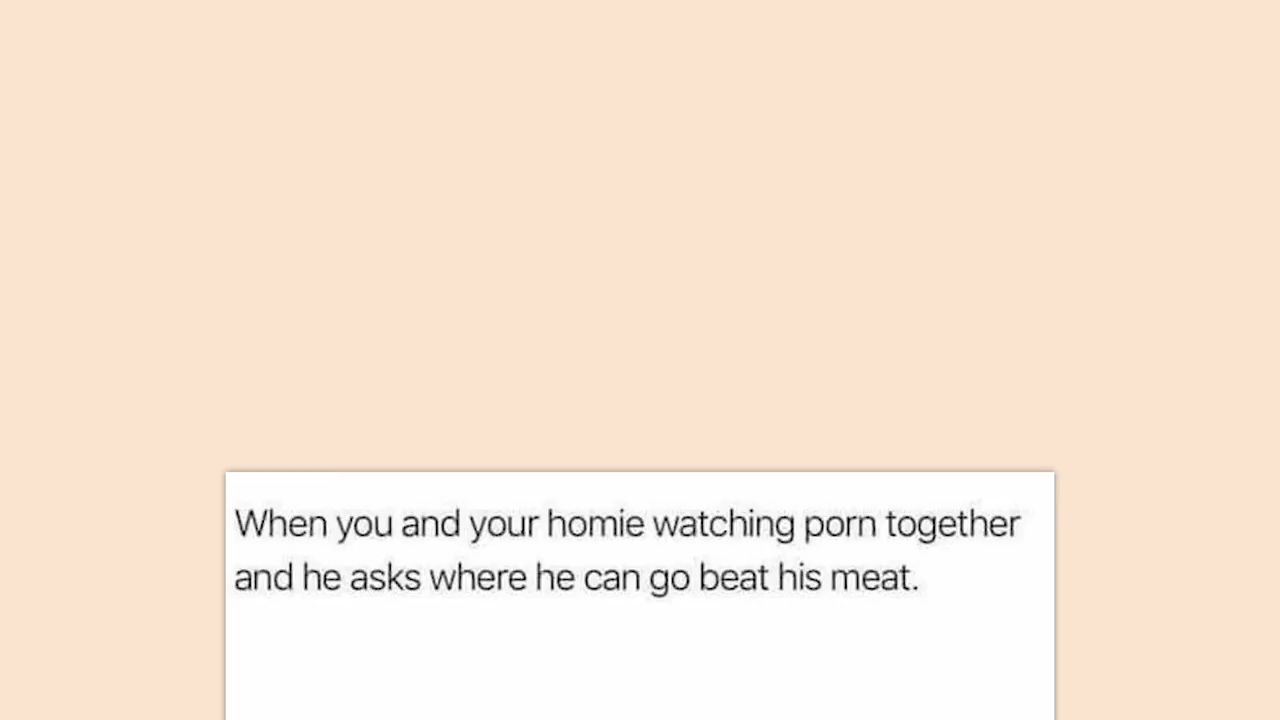 When you and your homie watching porn together
and he asks where he can go beat his meat.